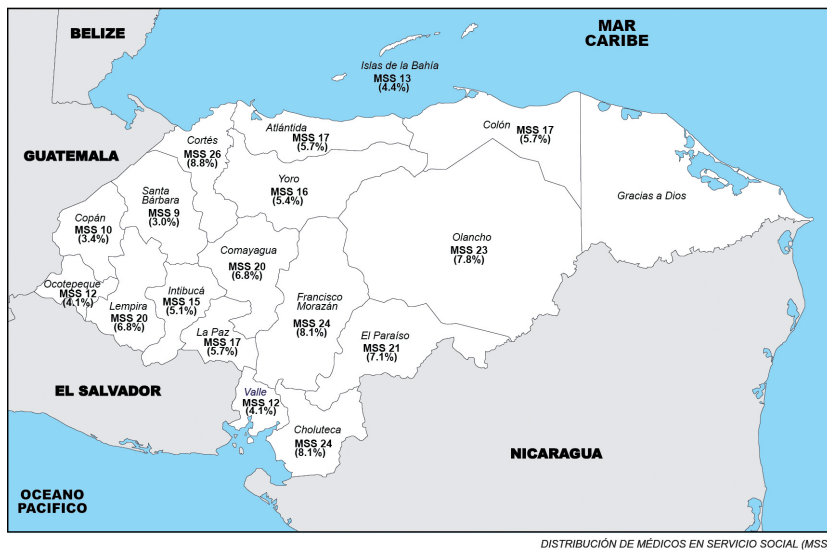 BELIZE
MAR
CARIBE
Islas de la Bahía
MSS 13
(4.4%)
Atlántida
MSS 17
(5.7%)
Colón
MSS 17
(5.7%)
Cortés
MSS 26
(8.8%)
GUATEMALA
Yoro
MSS 16
(5.4%)
Santa
Bárbara
MSS 9
(3.0%)
Gracias a Dios
Copán
MSS 10
(3.4%)
Olancho
MSS 23
(7.8%)
Comayagua
MSS 20
(6.8%)
Ocotepeque
MSS 12
(4.1%)
Intibucá
MSS 15
(5.1%)
Lempira
MSS 20
(6.8%)
Francisco
Morazán
MSS 24
(8.1%)
La Paz
MSS 17
(5.7%)
El Paraíso
MSS 21
(7.1%)
EL SALVADOR
Valle
MSS 12
(4.1%)
Choluteca
MSS 24
(8.1%)
NICARAGUA
OCEANO
PACIFICO
DISTRIBUCIÓN DE MÉDICOS EN SERVICIO SOCIAL (MSS